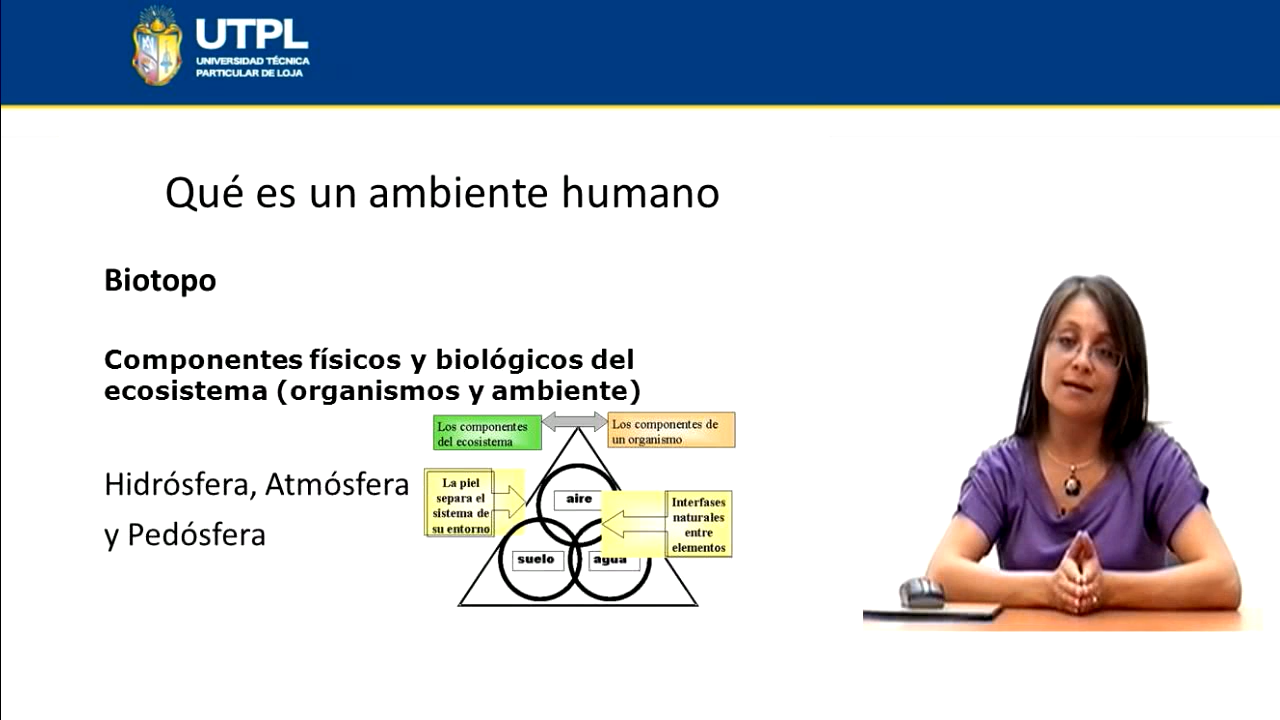 UTPL
UNIVERSIDAD TÉCNICA
PARTICULAR DE LOJA
Qué es un ambiente humano
Biotopo
Componentes físicos y biológicos del
ecosistema (organismos y ambiente)
Hidrósfera, Atmósfera
y Pedósfera
Los componentes
del ecosistema
Los componentes de
un organismo
La piel
separa el
sistema de
su entorno
aire
Interfases
naturales
entre
elementos
suelo
agua